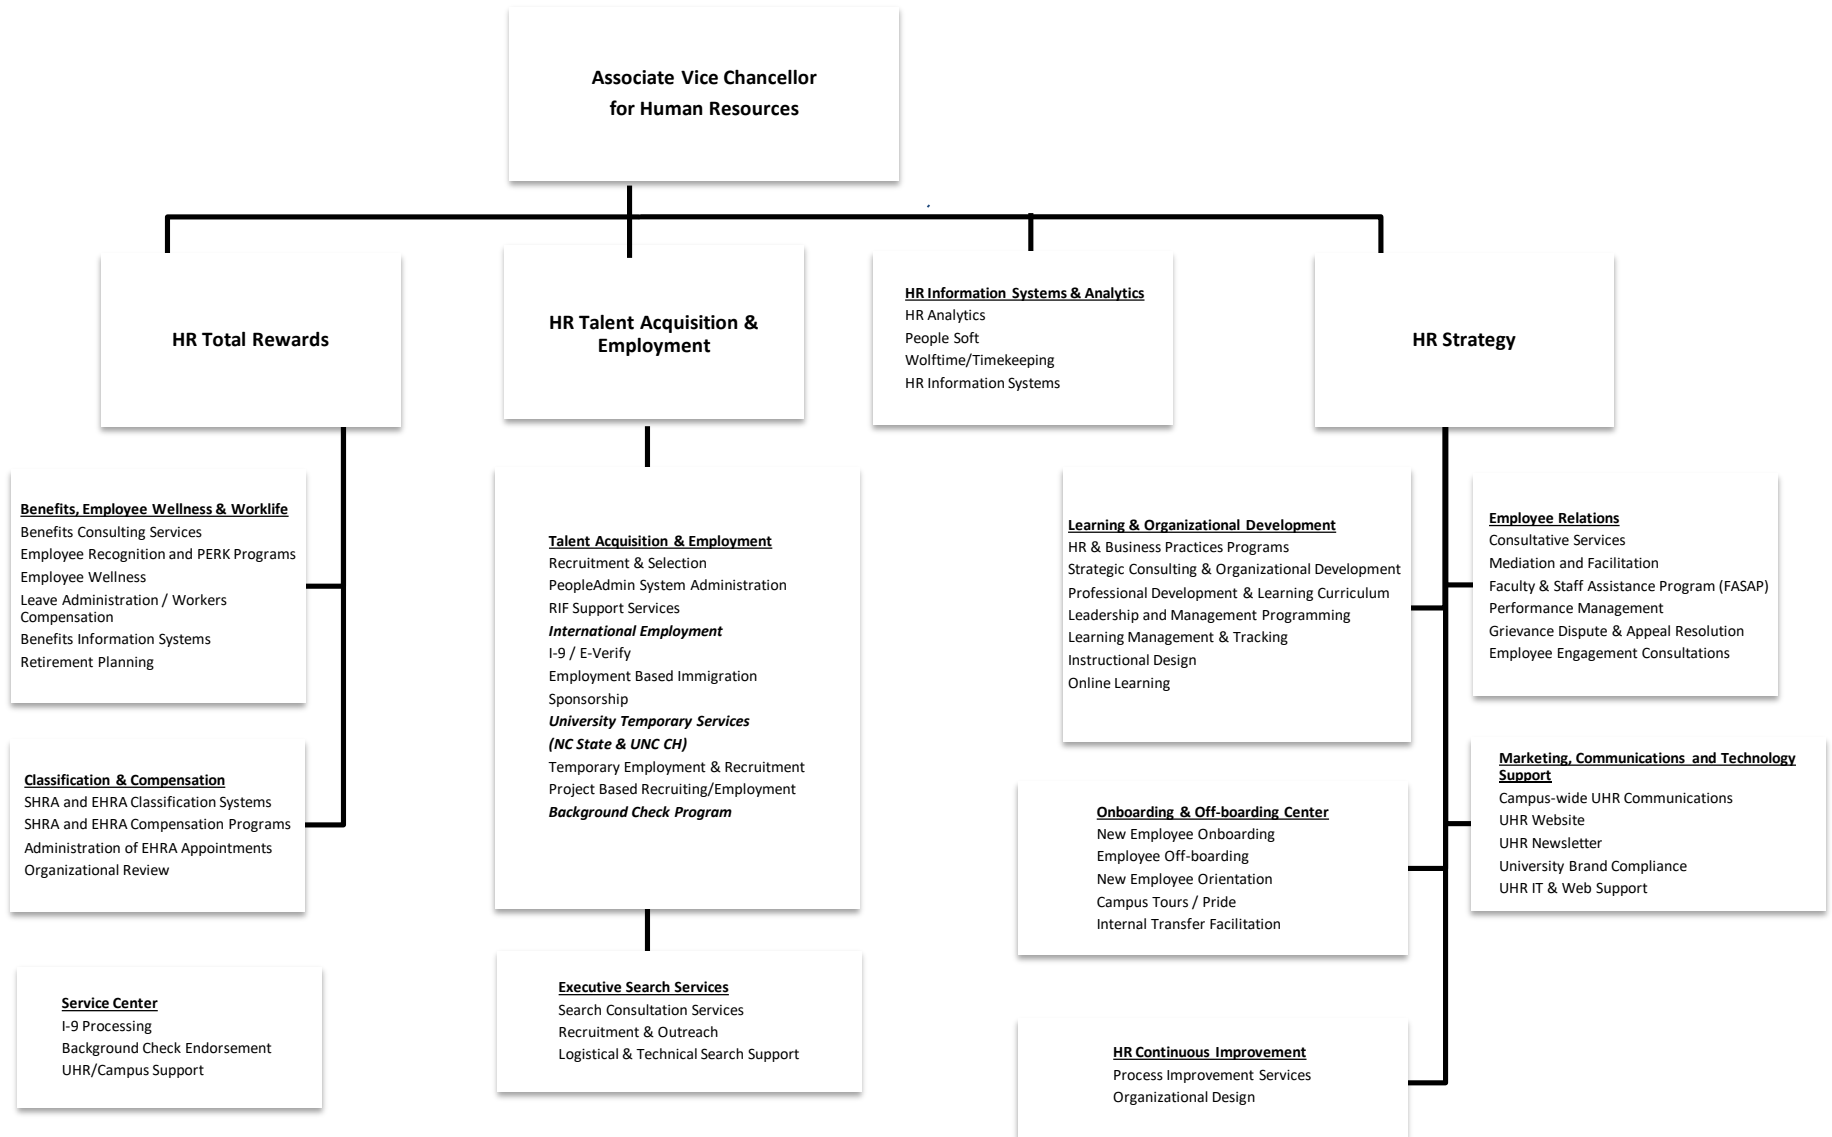 Associate Vice Chancellor
for Human Resources
HR Total Rewards
HR Talent Acquisition &
Employment
HR Information Systems & Analytics
HR Analytics
People Soft
Wolftime/Timekeeping
HR Information Systems
HR Strategy
Benefits, Employee Wellness & Worklife
Benefits Consulting Services
Employee Recognition and PERK Programs
Employee Wellness
Leave Administration / Workers
Compensation
Benefits Information Systems
Retirement Planning
Classification & Compensation
SHRA and EHRA Classification Systems
SHRA and EHRA Compensation Programs
Administration of EHRA Appointments
Organizational Review
Service Center
I-9 Processing
Background Check Endorsement
UHR/Campus Support
Talent Acquisition & Employment
Recruitment & Selection
PeopleAdmin System Administration
RIF Support Services
International Employment
I-9 / E-Verify
Employment Based Immigration
Sponsorship
University Temporary Services
(NC State & UNC CH)
Temporary Employment & Recruitment
Project Based Recruiting/Employment
Background Check Program
Executive Search Services
Search Consultation Services
Recruitment & Outreach
Logistical & Technical Search Support
Learning & Organizational Development
HR & Business Practices Programs
Strategic Consulting & Organizational Development
Professional Development & Learning Curriculum
Leadership and Management Programming
Learning Management & Tracking
Instructional Design
Online Learning
Onboarding & Off-boarding Center
New Employee Onboarding
Employee Off-boarding
New Employee Orientation
Campus Tours / Pride
Internal Transfer Facilitation
HR Continuous Improvement
Process Improvement Services
Organizational Design
Employee Relations
Consultative Services
Mediation and Facilitation
Faculty & Staff Assistance Program (FASAP)
Performance Management
Grievance Dispute & Appeal Resolution
Employee Engagement Consultations
Marketing, Communications and Technology
Support
Campus-wide UHR Communications
UHR Website
UHR Newsletter
University Brand Compliance
UHR IT & Web Support